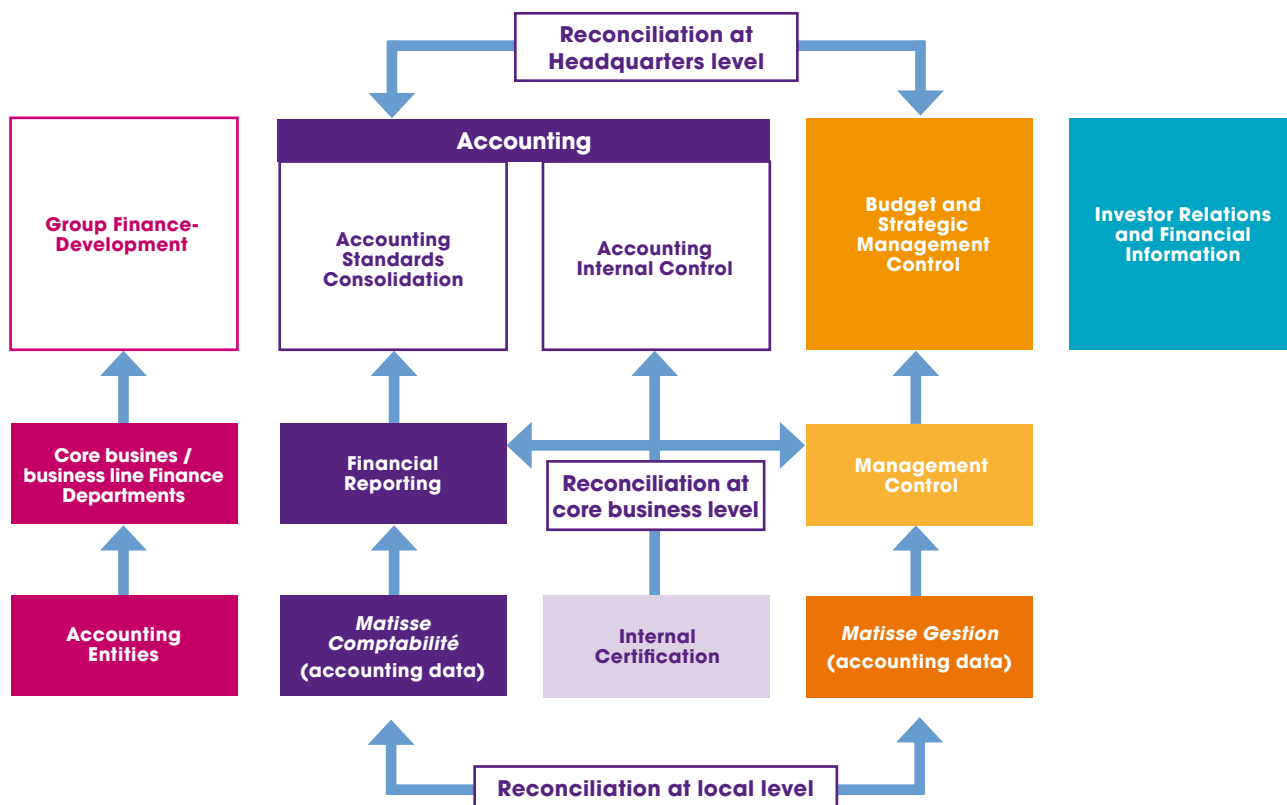 Reconciliation at
Headquarters level
Accounting
Group Finance-
Development
Accounting
Standards
Consolidation
Accounting
Internal Control
Budget and
Strategic
Management
Control
Investor Relations
and Financial
Information
Core busines /
business line Finance
Departments
Financial
Reporting
Reconciliation at
core business level
Management
Control
Accounting
Entities
Matisse
Comptabilité
(accounting data)
Internal
Certification
Matisse Gestion
(accounting data)
Reconciliation at local level